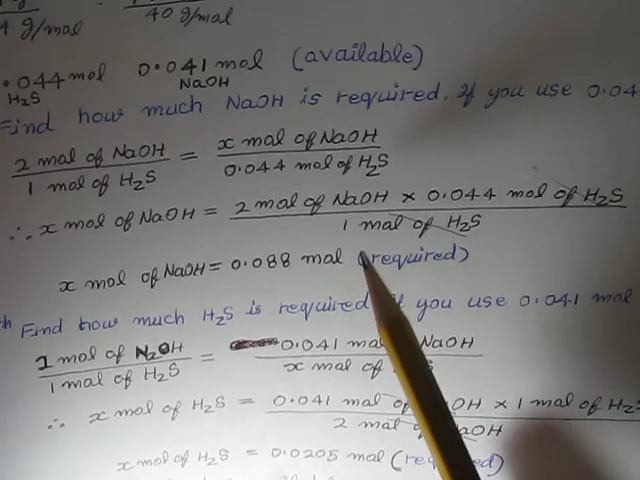 4 g/mol 40 g/mol
.044 mol 0.041 mol (available)
H₂S NaOH
Find how much NaOH is required. If you use 0.04
2 mol of NaOH / 1 mol of H₂S = x mol of NaOH / 0.044 mol of H₂S
∴ x mol of NaOH = 2 mol of NaOH × 0.044 mol of H₂S / 1 mol of H₂S
x mol of NaOH = 0.088 mol (required)
Find how much H₂S is required if you use 0.041 mol
2 mol of NaOH / 1 mol of H₂S = 0.041 mol NaOH / x mol of
∴ x mol of H₂S = 0.041 mol of NaOH × 1 mol of H₂S / 2 mol of NaOH
x mol of H₂S = 0.0205 mol (required)